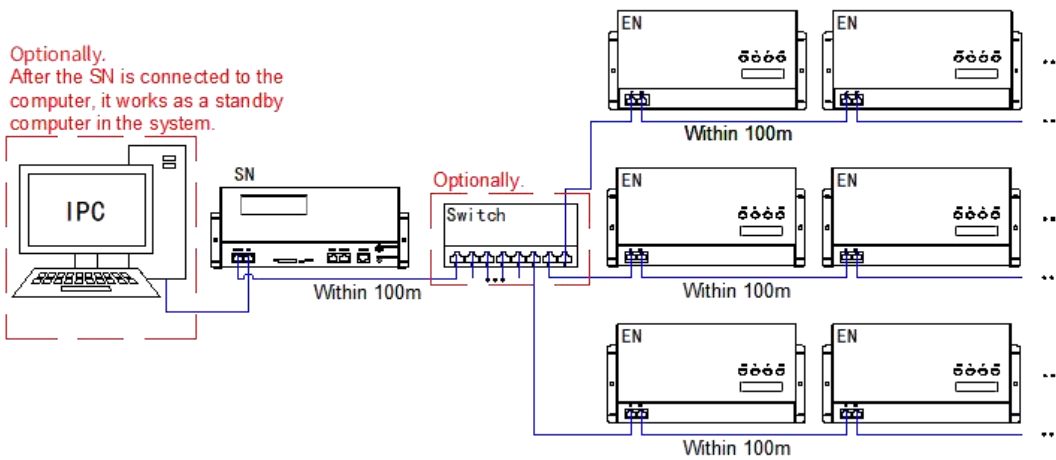 Optionally.
After the SN is connected to the
computer, it works as a standby
computer in the system.
IPC
SN
Within 100m
Optionally.
Switch
EN
EN
Within 100m
EN
EN
Within 100m
EN
EN
Within 100m